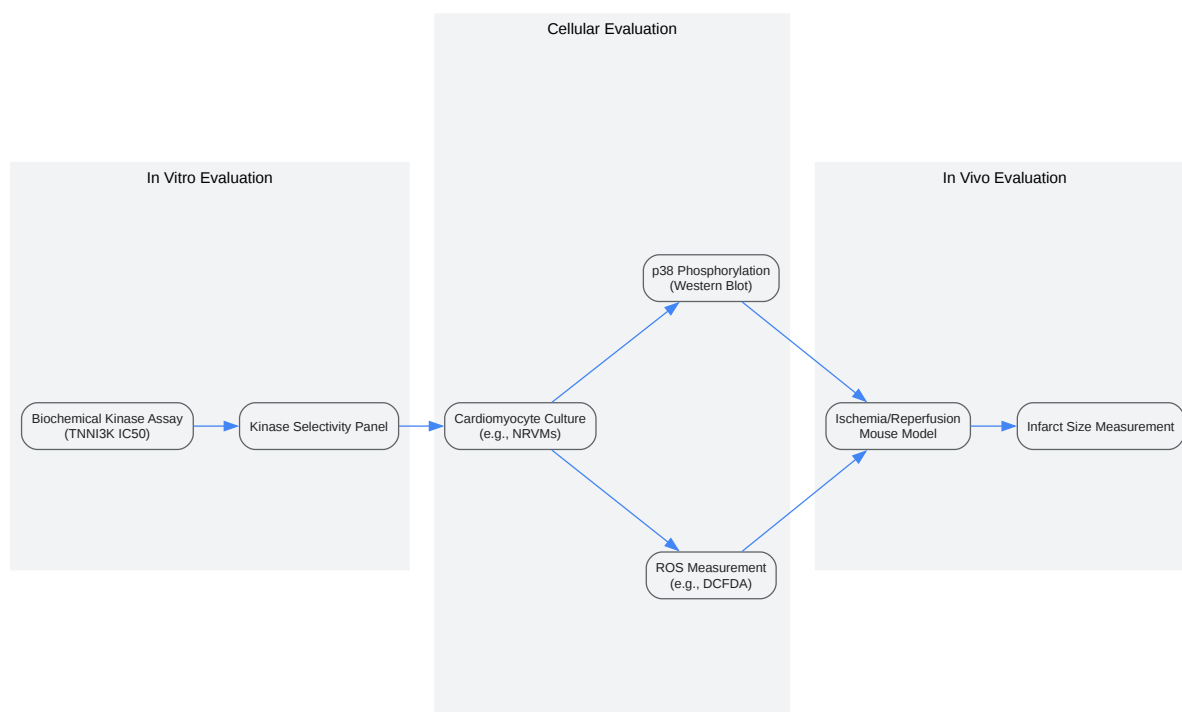 Cellular Evaluation
In Vitro Evaluation
In Vivo Evaluation
p38 Phosphorylation
(Western Blot)
Biochemical Kinase Assay
(TNNI3K IC50)
Kinase Selectivity Panel
Cardiomyocyte Culture
(e.g., NRVMs)
Ischemia/Reperfusion
Mouse Model
Infarct Size Measurement
ROS Measurement
(e.g., DCFDA)